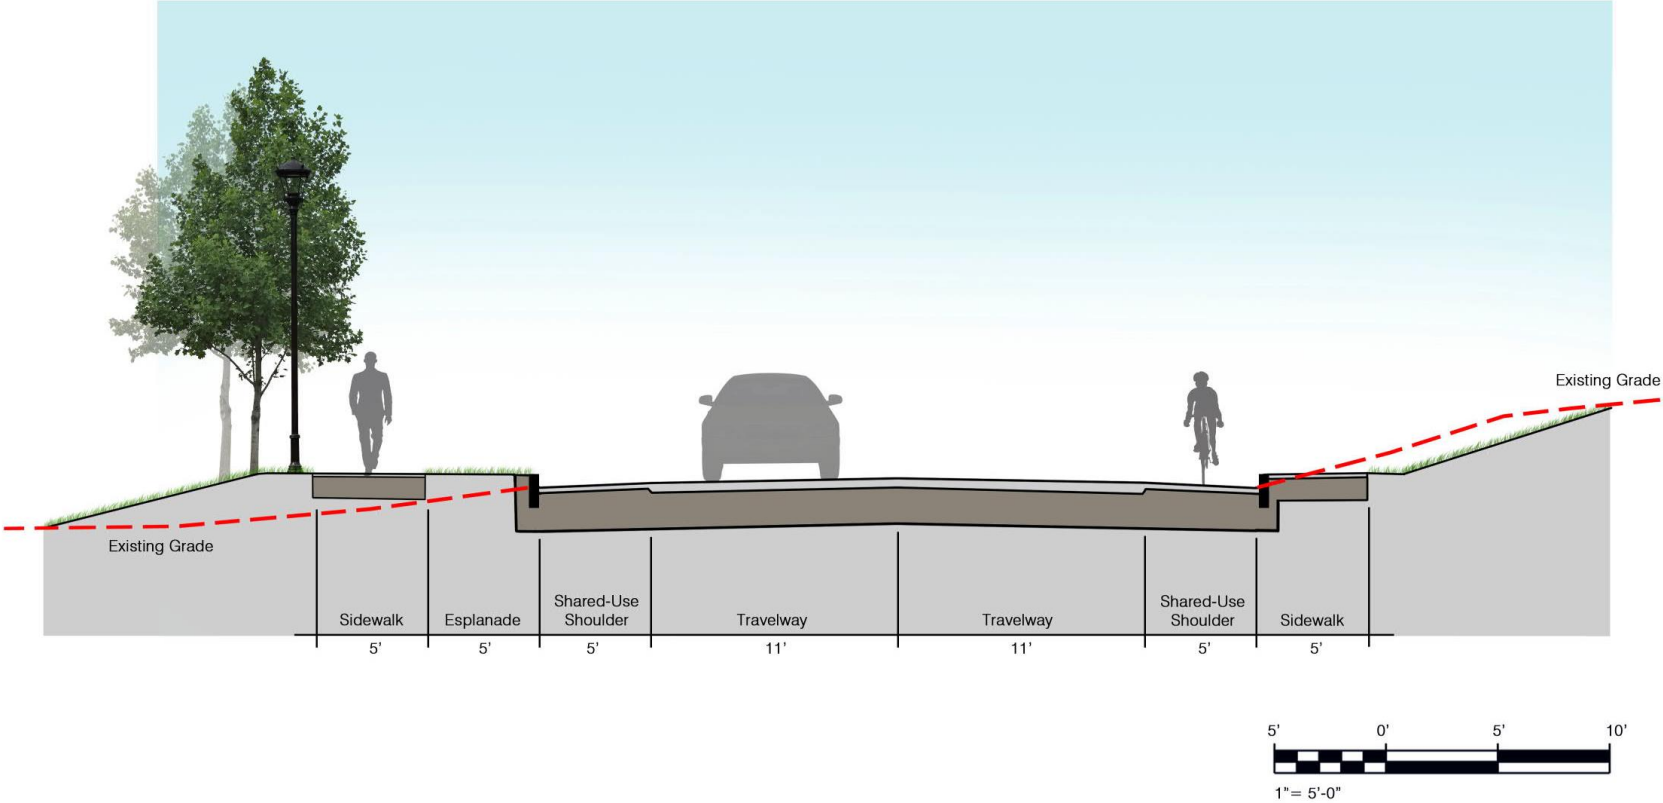 Existing Grade
Existing Grade
Sidewalk
Esplanade
Shared-Use
Shoulder
Travelway
Travelway
Shared-Use
Shoulder
Sidewalk
5'
5'
5'
11'
11'
5'
5'
5'
0'
5'
10'
1"= 5'-0"